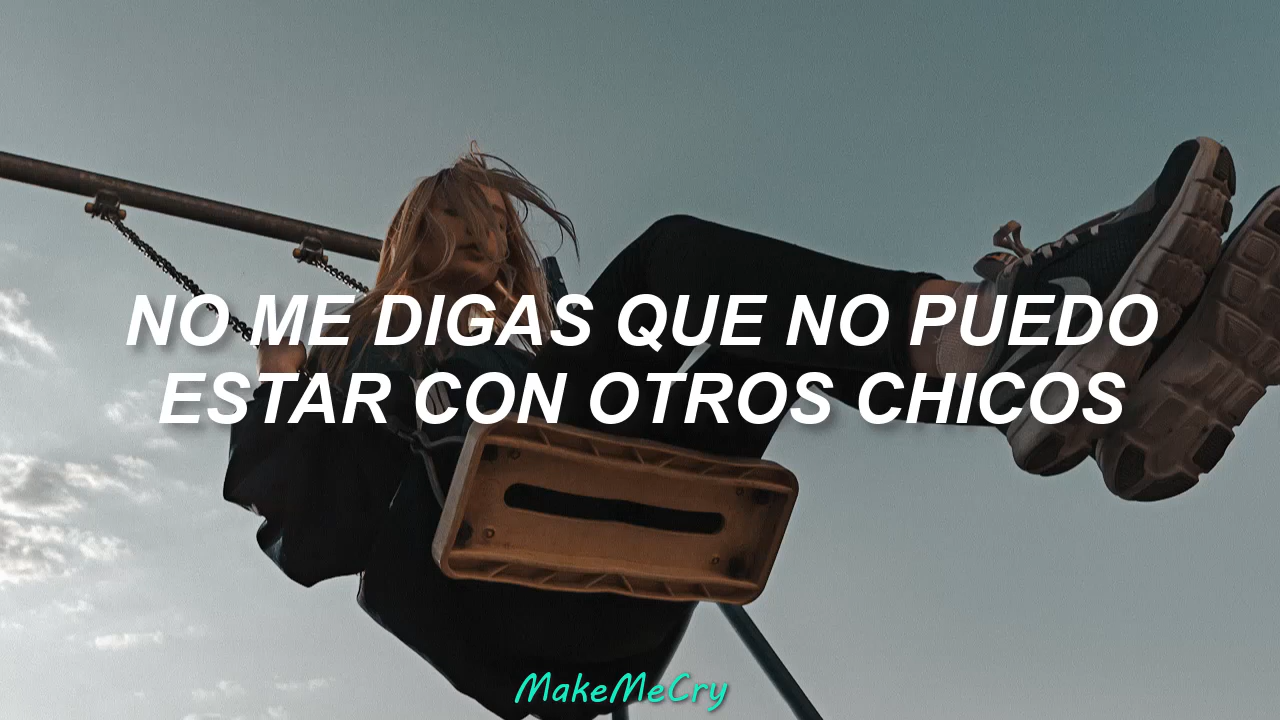 NO ME DIGAS QUE NO PUEDO
ESTAR CON OTROS CHICOS
MakeMeCry